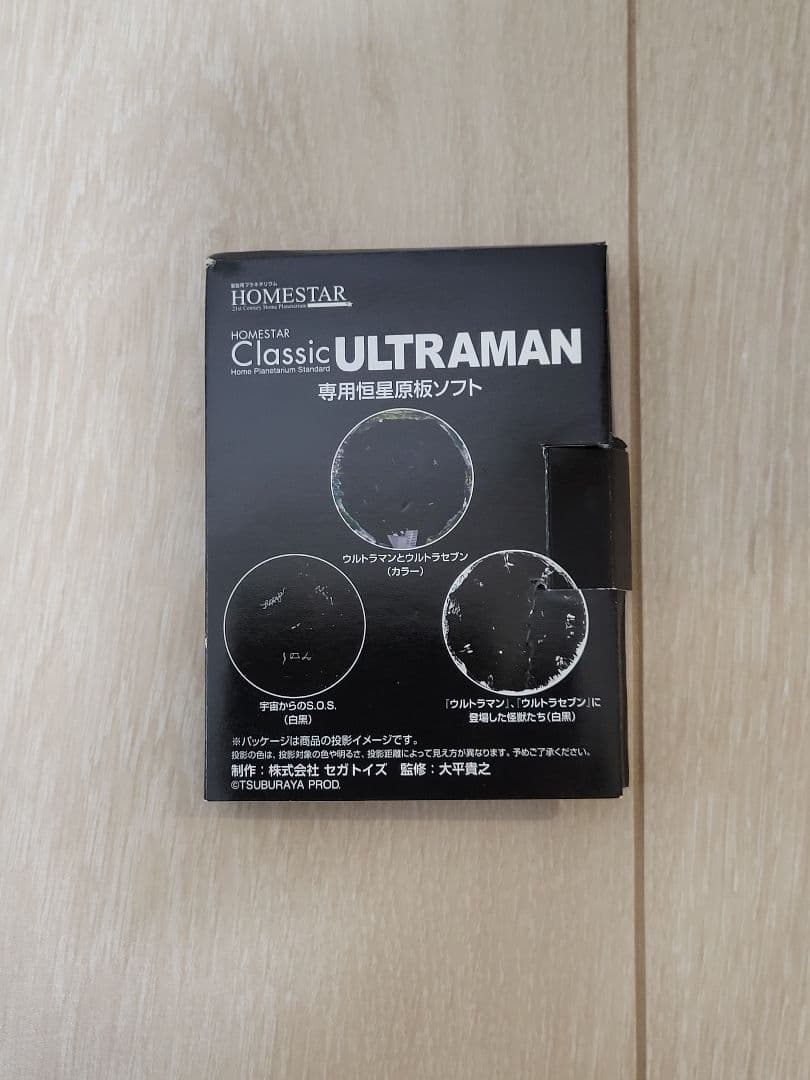 家庭用プラネタリウム
HOMESTAR
21st Century Home Planetarium
HOMESTAR
Classic ULTRAMAN
Home Planetarium Standard
専用恒星原板ソフト
ウルトラマンとウルトラセブン
(カラー)
宇宙からのS.O.S.
(白黒)
『ウルトラマン』、『ウルトラセブン』に
登場した怪獣たち(白黒)
※パッケージは商品の投影イメージです。
投影の色は、投影対象の色や明るさ、投影距離によって見え方が異なります。予めご了承ください。
制作:株式会社 セガトイズ 監修:大平貴之
©TSUBURAYA PROD.